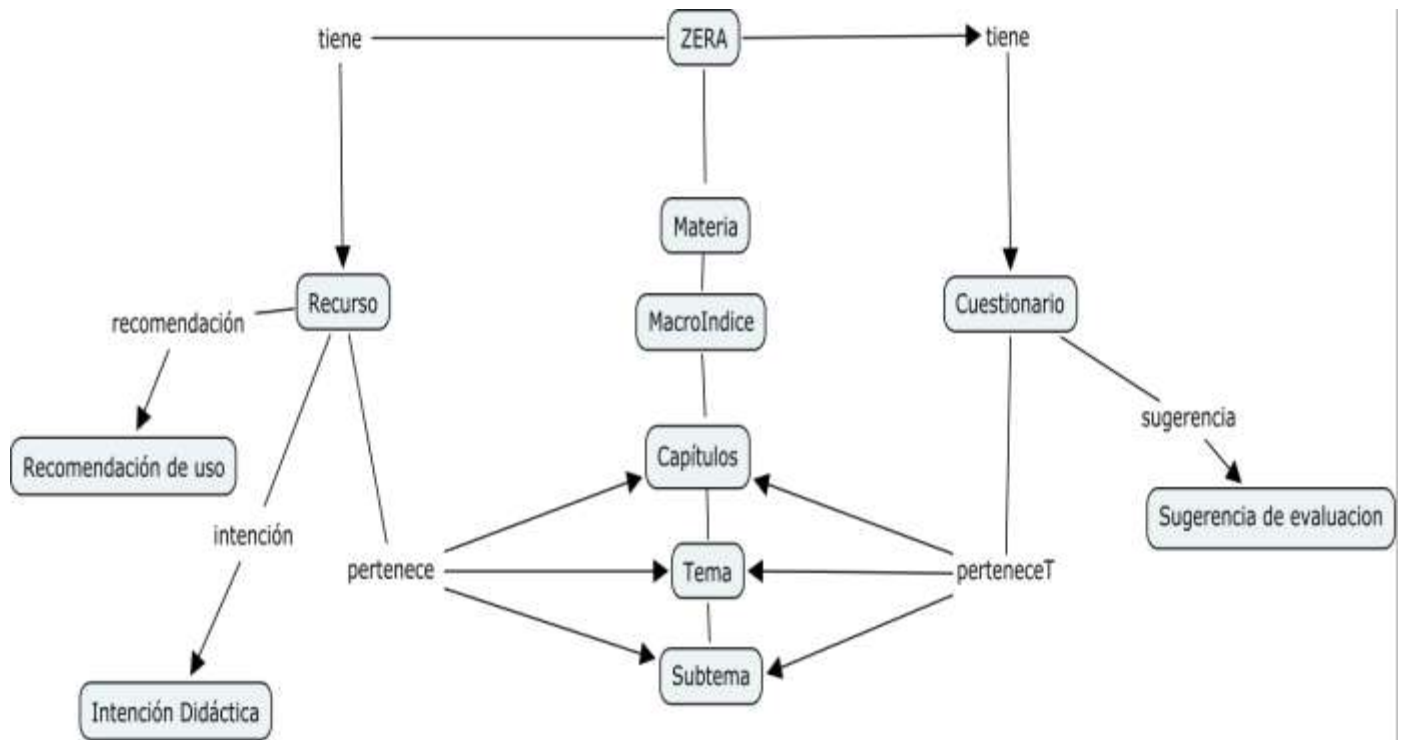 tiene
ZERA
tiene
Materia
Recurso
MacroIndice
Cuestionario
recomendación
sugerencia
Capítulos
Recomendación de uso
Sugerencia de evaluacion
intención
pertenece
Tema
perteneceT
Subtema
Intención Didáctica